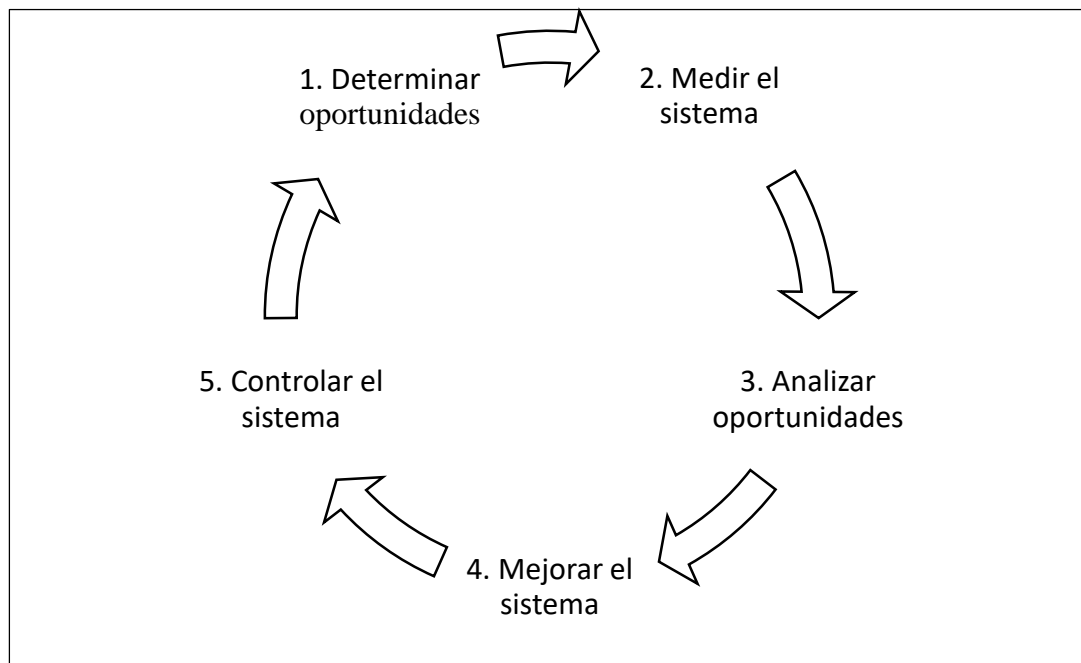 1. Determinar
oportunidades
2. Medir el
sistema
3. Analizar
oportunidades
4. Mejorar el
sistema
5. Controlar el
sistema